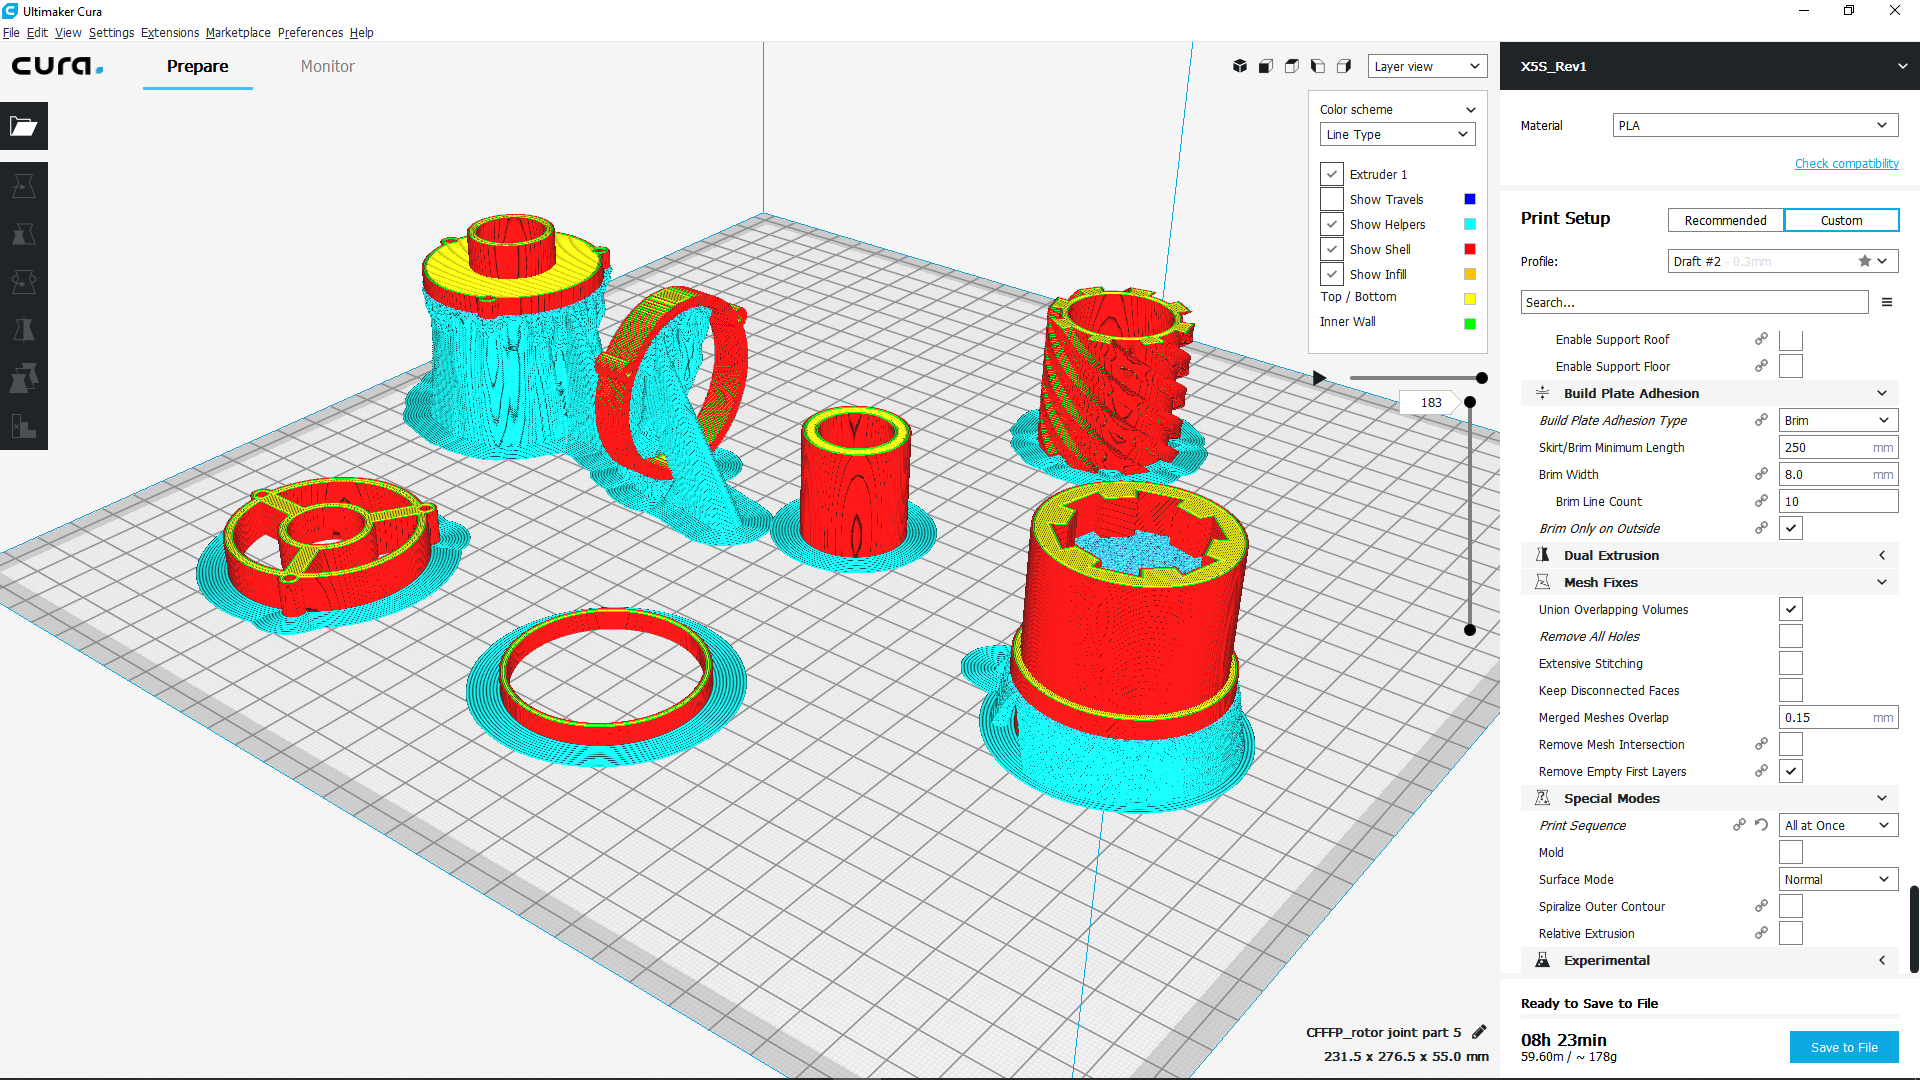 Ultimaker Cura
File Edit View Settings Extensions Marketplace Preferences Help
cura.
Prepare
Monitor
Layer view
Color scheme
Line Type
Extruder 1
Show Travels
Show Helpers
Show Shell
Show Infill
Top / Bottom
Inner Wall
183
CFFFP_rotor joint part 5
231.5 x 276.5 x 55.0 mm
X5S_Rev1
Material PLA
Check compatibility
Print Setup Recommended Custom
Profile: Draft #2 - 0.3mm
Search...
Enable Support Roof
Enable Support Floor
Build Plate Adhesion
Build Plate Adhesion Type Brim
Skirt/Brim Minimum Length 250 mm
Brim Width 8.0 mm
Brim Line Count 10
Brim Only on Outside
Dual Extrusion
Mesh Fixes
Union Overlapping Volumes
Remove All Holes
Extensive Stitching
Keep Disconnected Faces
Merged Meshes Overlap 0.15 mm
Remove Mesh Intersection
Remove Empty First Layers
Special Modes
Print Sequence All at Once
Mold
Surface Mode Normal
Spiralize Outer Contour
Relative Extrusion
Experimental
Ready to Save to File
08h 23min
59.60m / ~ 178g
Save to File